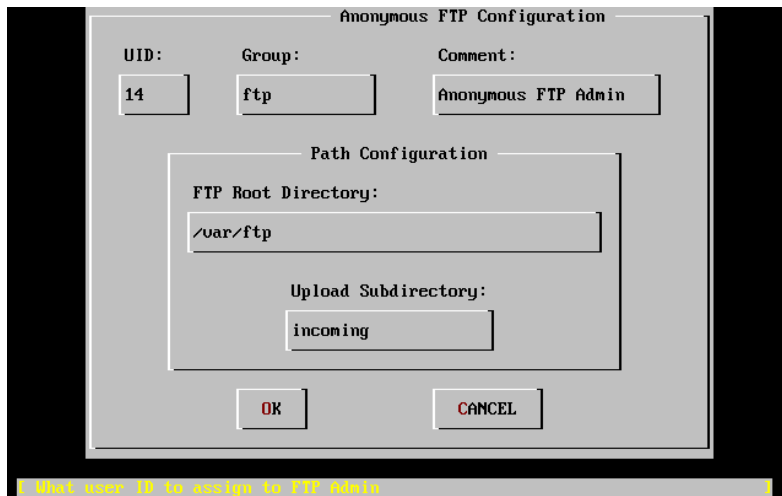 Anonymous FTP Configuration
UID: Group: Comment:
14 ftp Anonymous FTP Admin
Path Configuration
FTP Root Directory:
/var/ftp
Upload Subdirectory:
incoming
OK CANCEL
[ What user ID to assign to FTP Admin ]